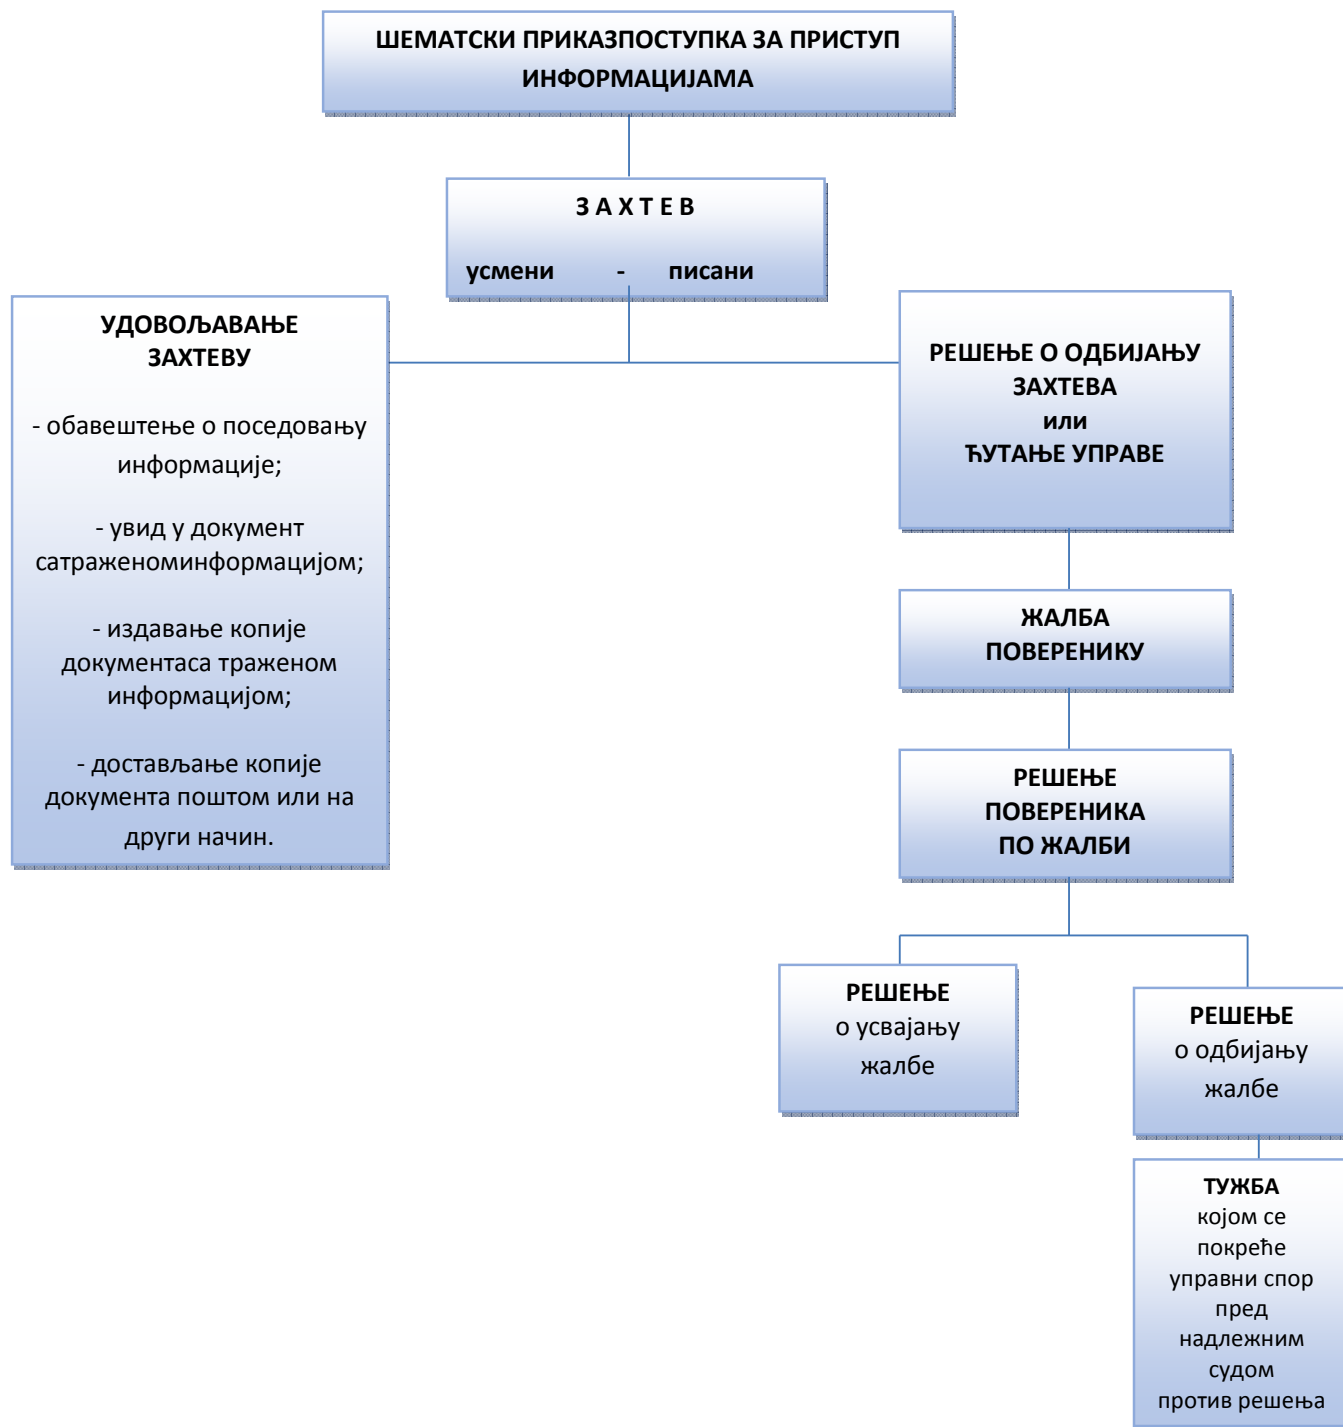 ШЕМАТСКИ ПРИКАЗПОСТУПКА ЗА ПРИСТУП
ИНФОРМАЦИЈАМА
З А Х Т Е В
усмени - писани
УДОВОЉАВАЊЕ
ЗАХТЕВУ
- обавештење о поседовању
информације;
- увид у документ
сатраженоминформацијом;
- издавање копије
документаса траженом
информацијом;
- достављање копије
документа поштом или на
други начин.
РЕШЕЊЕ О ОДБИЈАЊУ
ЗАХТЕВА
или
ЋУТАЊЕ УПРАВЕ
ЖАЛБА
ПОВЕРЕНИКУ
РЕШЕЊЕ
ПОВЕРЕНИКА
ПО ЖАЛБИ
РЕШЕЊЕ
о усвајању
жалбе
РЕШЕЊЕ
о одбијању
жалбе
ТУЖБА
којом се
покреће
управни спор
пред
надлежним
судом
против решења